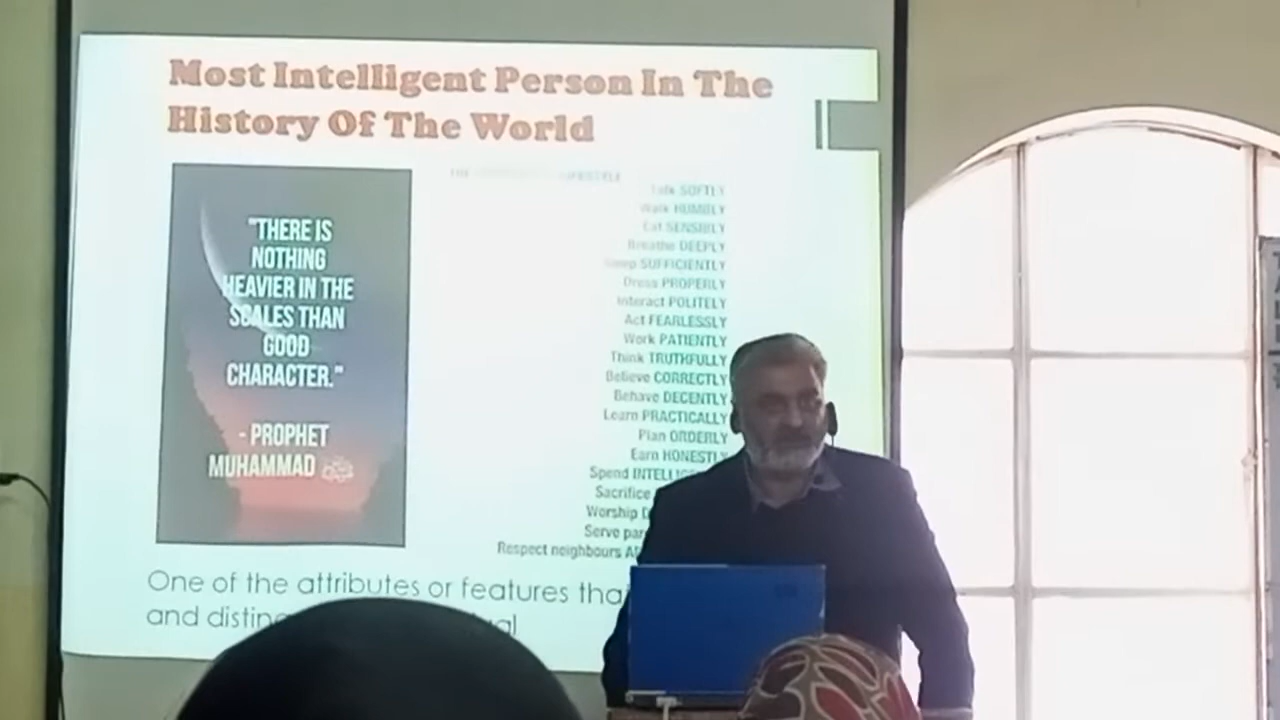 Most Intelligent Person In The
History Of The World
"THERE IS
NOTHING
HEAVIER IN THE
SCALES THAN
GOOD
CHARACTER."
- PROPHET
MUHAMMAD
LIFESTYLE
Talk SOFTLY
Walk HUMBLY
Eat SENSIBLY
Breathe DEEPLY
Sleep SUFFICIENTLY
Dress PROPERLY
Interact POLITELY
Act FEARLESSLY
Work PATIENTLY
Think TRUTHFULLY
Believe CORRECTLY
Behave DECENTLY
Learn PRACTICALLY
Plan ORDERLY
Earn HONESTLY
Spend
Sacrifice
Worship
Serve
Respect neighbours
One of the attributes or features
and